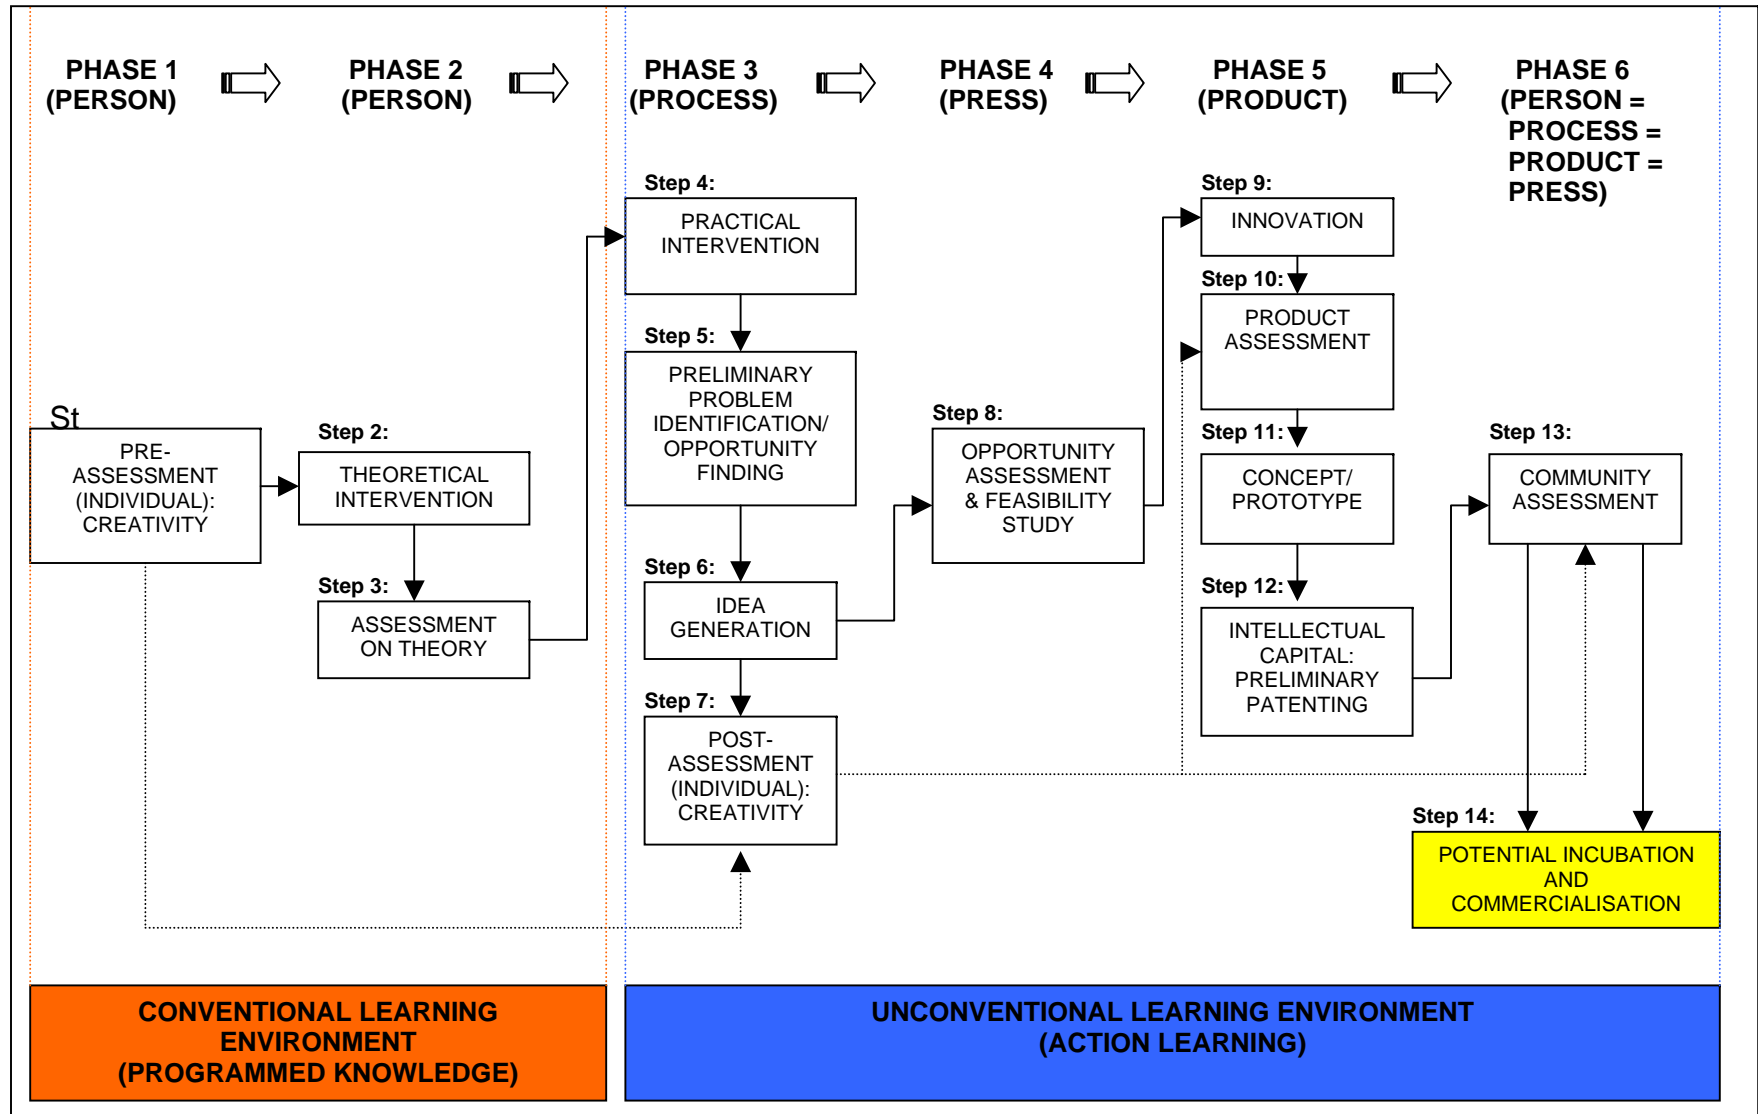 PHASE 1
(PERSON)
PHASE 2
(PERSON)
PHASE 3
(PROCESS)
PHASE 4
(PRESS)
PHASE 5
(PRODUCT)
PHASE 6
(PERSON =
PROCESS =
PRODUCT =
PRESS)
St
PRE-
ASSESSMENT
(INDIVIDUAL):
CREATIVITY
Step 2:
THEORETICAL
INTERVENTION
Step 3:
ASSESSMENT
ON THEORY
Step 4:
PRACTICAL
INTERVENTION
Step 5:
PRELIMINARY
PROBLEM
IDENTIFICATION/
OPPORTUNITY
FINDING
Step 6:
IDEA
GENERATION
Step 7:
POST-
ASSESSMENT
(INDIVIDUAL):
CREATIVITY
Step 8:
OPPORTUNITY
ASSESSMENT
& FEASIBILITY
STUDY
Step 9:
INNOVATION
Step 10:
PRODUCT
ASSESSMENT
Step 11:
CONCEPT/
PROTOTYPE
Step 12:
INTELLECTUAL
CAPITAL:
PRELIMINARY
PATENTING
Step 13:
COMMUNITY
ASSESSMENT
Step 14:
POTENTIAL INCUBATION
AND
COMMERCIALISATION
CONVENTIONAL LEARNING
ENVIRONMENT
(PROGRAMMED KNOWLEDGE)
UNCONVENTIONAL LEARNING ENVIRONMENT
(ACTION LEARNING)